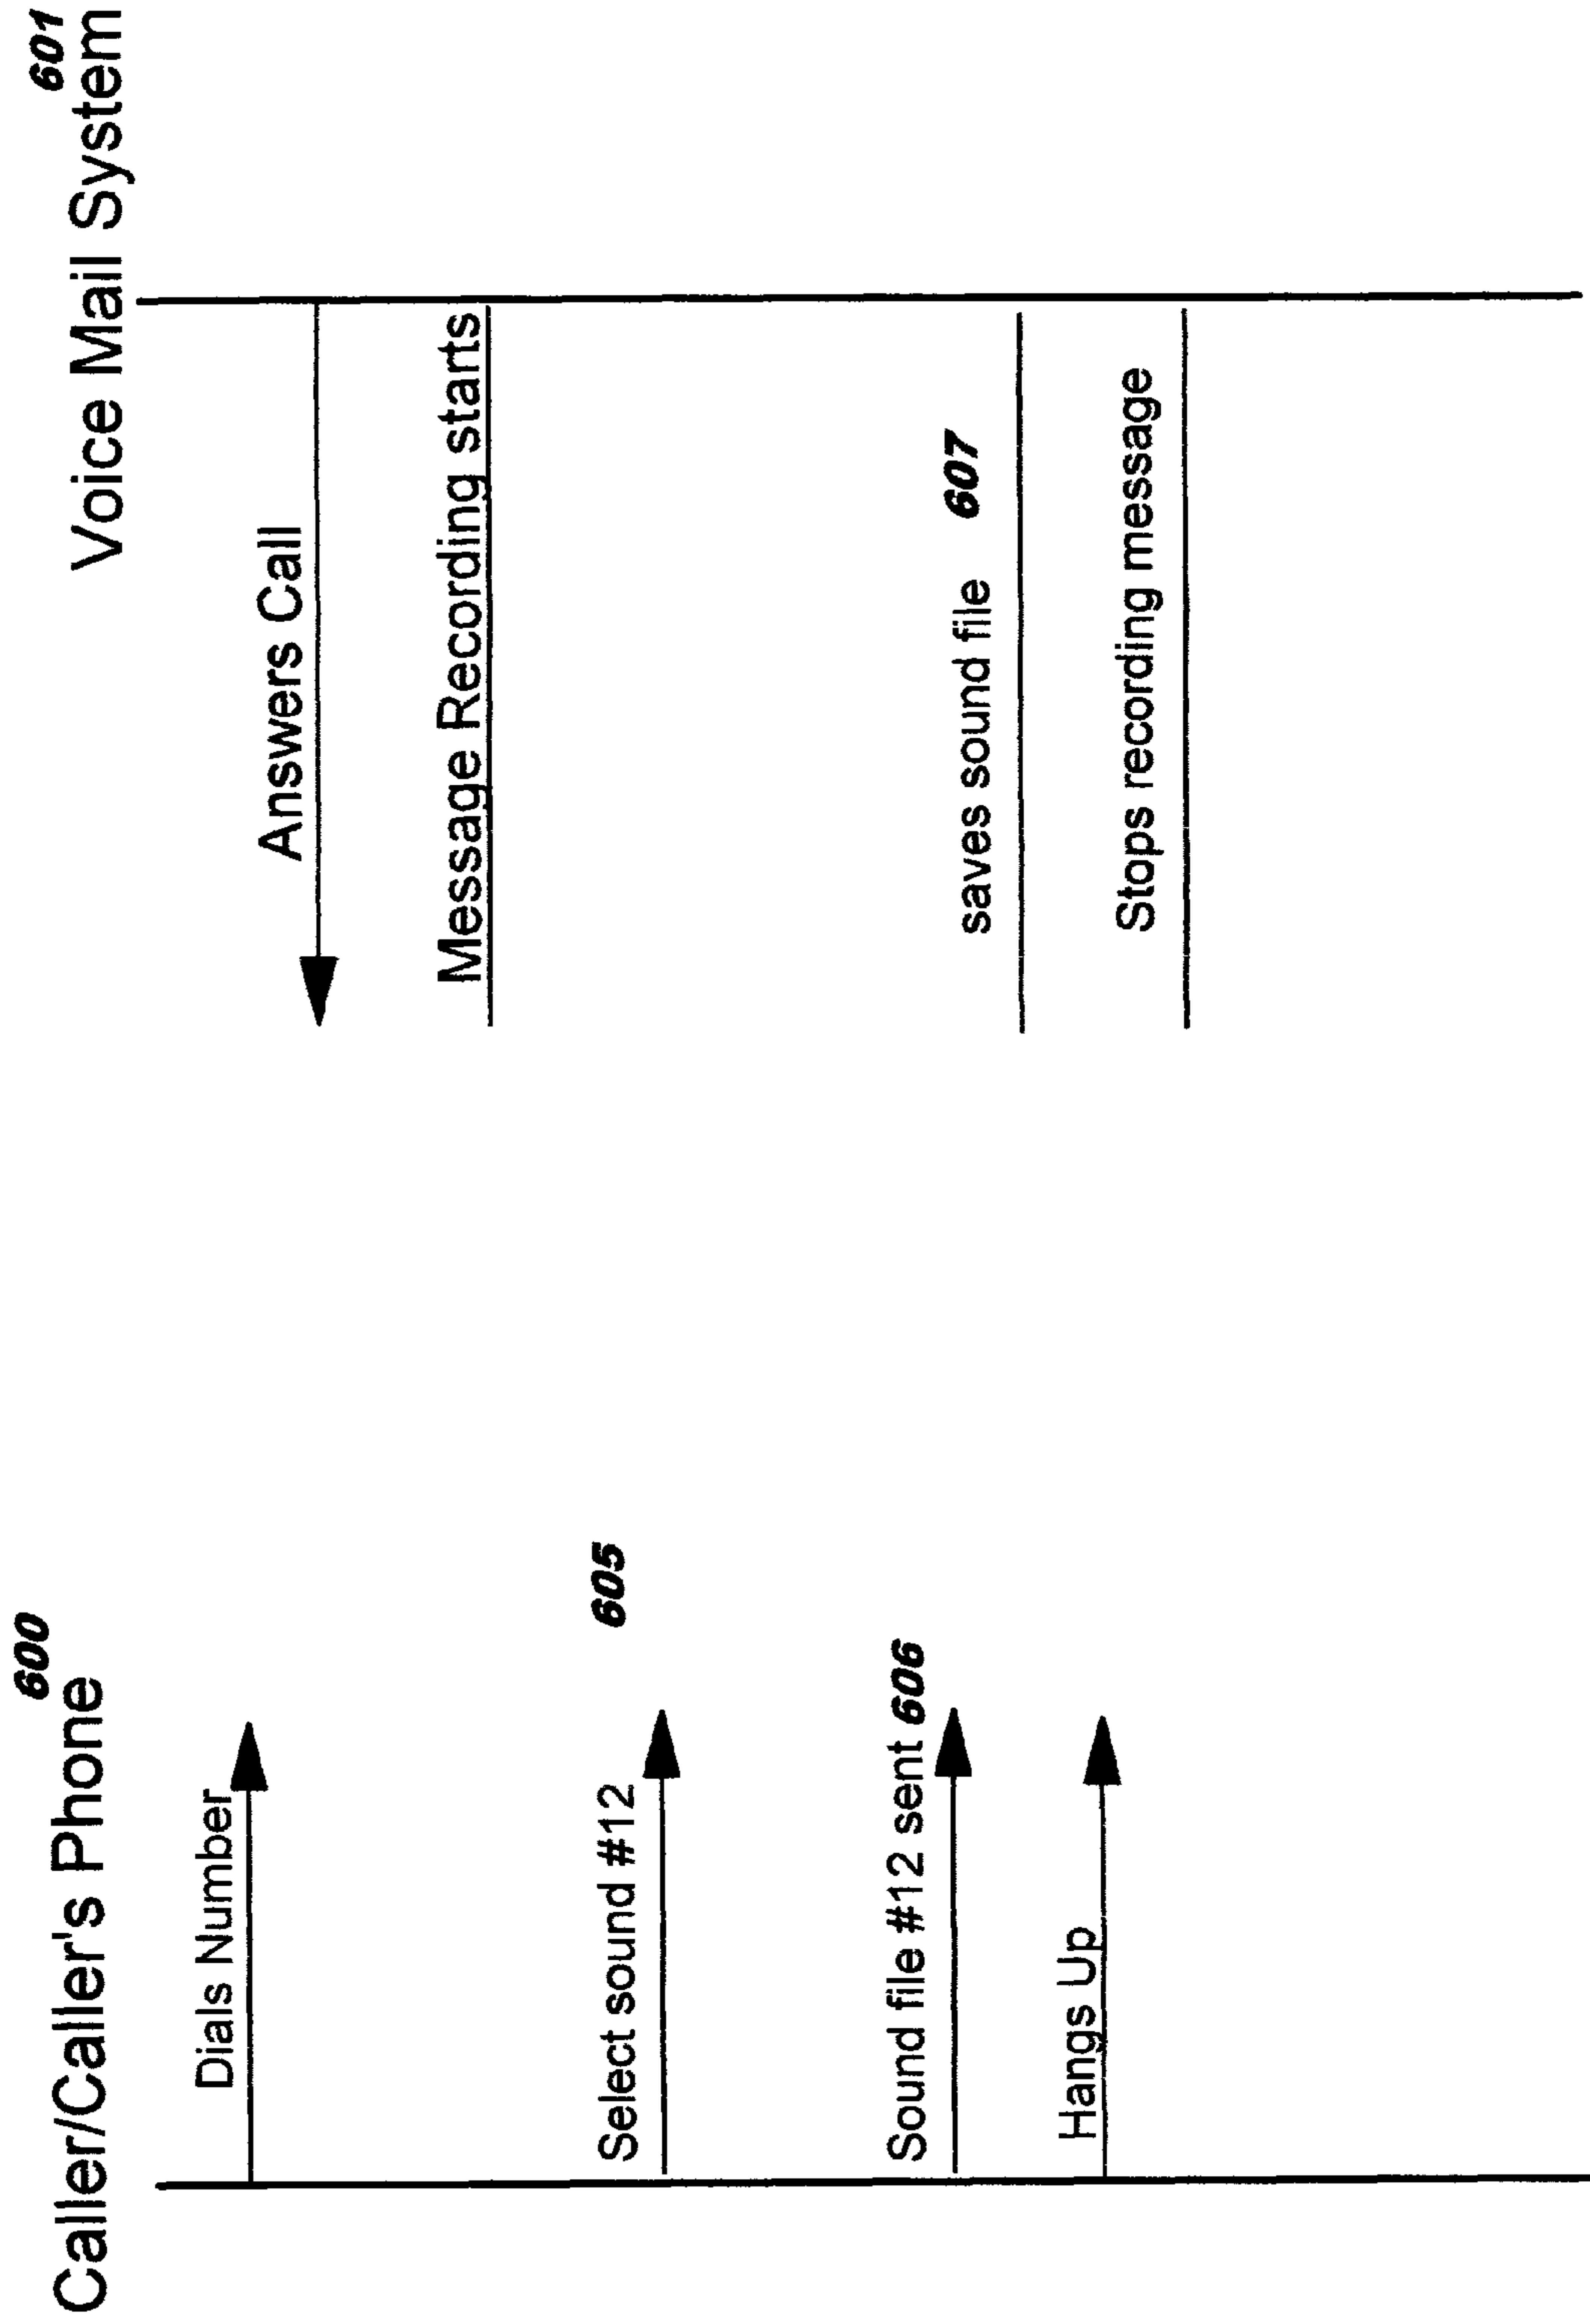 600
Caller/Caller's Phone
601
Voice Mail System
Dials Number
Answers Call
Message Recording starts
Select sound #12
605
Sound file #12 sent 606
saves sound file 607
Hangs Up
Stops recording message